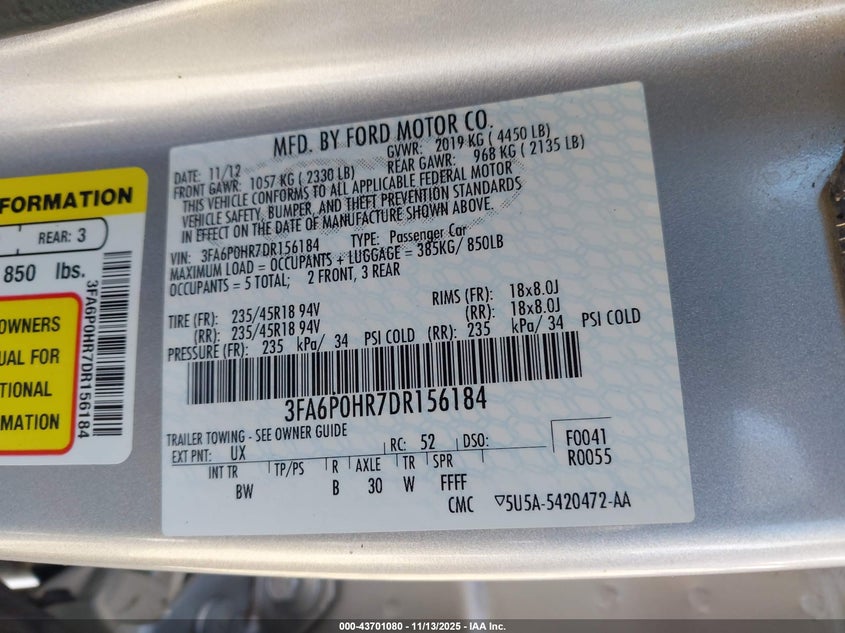 FORMATION
REAR: 3
850 lbs.
OWNERS
UAL FOR
TIONAL
MATION
3FA6P0HR7DR156184
MFD. BY FORD MOTOR CO.
DATE: 11/12 GVWR: 2019 KG ( 4450 LB)
FRONT GAWR: 1057 KG ( 2330 LB) REAR GAWR: 968 KG ( 2135 LB)
THIS VEHICLE CONFORMS TO ALL APPLICABLE FEDERAL MOTOR
VEHICLE SAFETY, BUMPER, AND THEFT PREVENTION STANDARDS
IN EFFECT ON THE DATE OF MANUFACTURE SHOWN ABOVE.
VIN: 3FA6P0HR7DR156184 TYPE: Passenger Car
MAXIMUM LOAD = OCCUPANTS + LUGGAGE = 385KG/ 850LB
OCCUPANTS = 5 TOTAL; 2 FRONT, 3 REAR
TIRE (FR): 235/45R18 94V RIMS (FR): 18x8.0J
(RR): 235/45R18 94V (RR): 18x8.0J
PRESSURE (FR): 235 kPa/ 34 PSI COLD (RR): 235 kPa/ 34 PSI COLD
3FA6P0HR7DR156184
TRAILER TOWING - SEE OWNER GUIDE
EXT PNT: UX RC: 52 DSO: F0041
INT TR TP/PS R AXLE TR SPR R0055
BW B 30 W FFFF
CMC ▽5U5A-5420472-AA
000-43701080 - 11/13/2025 - IAA Inc.